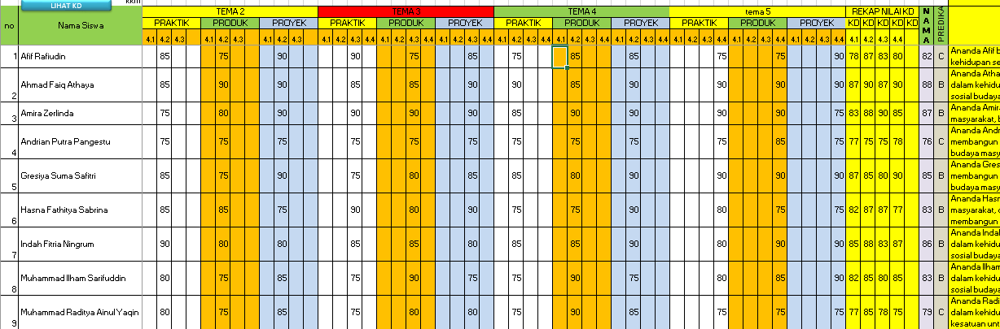 LIHAT KD
kkm
TEMA 2 TEMA 3 TEMA 4 tema 5 REKAP NILAI KD NAMA PREDIKA
no Nama Siswa PRAKTIK PRODUK PROYEK PRAKTIK PRODUK PROYEK PRAKTIK PRODUK PROYEK PRAKTIK PRODUK PROYEK KD KD KD KD KD
4.1 4.2 4.3 4.1 4.2 4.3 4.1 4.2 4.3 4.1 4.2 4.3 4.4 4.1 4.2 4.3 4.4 4.1 4.2 4.3 4.4 4.1 4.2 4.3 4.4 4.1 4.2 4.3 4.4 4.1 4.2 4.3 4.4 4.1 4.2 4.3 4.4 4.1 4.2 4.3 4.4 4.1 4.2 4.3 4.4 4.1 4.2 4.3 4.4
1 Afif Rafiudin 85 75 90 90 75 85 75 85 85 75 75 90 78 87 83 80 82 C Ananda Afif b
kehidupan se
2 Ahmad Faiq Athaya 85 90 90 85 85 90 90 85 90 90 90 90 87 90 87 90 88 B Ananda Atha
dalam kehidu
sosial budaya
3 Amira Zerlinda 75 80 90 90 90 90 85 90 90 90 90 75 83 88 90 85 87 B Ananda Amir
masyarakat, b
4 Andrian Putra Pangestu 75 75 75 75 75 75 75 75 75 75 85 75 77 75 75 78 76 C Ananda Andr
membangun
budaya masy
5 Gresiya Suma Safitri 85 75 90 75 80 85 85 80 90 90 90 90 87 85 80 90 85 B Ananda Gres
membangun
budaya masy
6 Hasna Fathitya Sabrina 85 85 75 90 80 90 90 75 90 80 75 75 82 87 87 77 83 B Ananda Hasn
masyarakat, d
membangun
7 Indah Fitria Ningrum 90 80 80 85 85 80 90 85 90 80 90 90 85 88 83 87 86 B Ananda Indal
dalam kehidu
sosial budaya
8 Muhammad Ilham Sarifuddin 80 75 85 75 90 75 75 90 90 75 75 90 82 85 80 85 83 B Ananda Ilham
dalam kehidu
sosial budaya
9 Muhammad Raditya Ainul Yaqin 80 75 85 75 80 80 75 90 85 75 75 75 77 85 78 75 79 C Ananda Radi
dalam kehidu
kesatuan unt